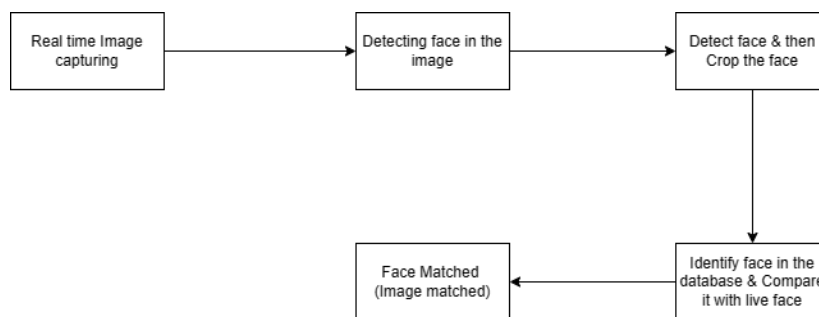 Real time Image
capturing
Detecting face in the
image
Detect face & then
Crop the face
Identify face in the
database & Compare
it with live face
Face Matched
(Image matched)